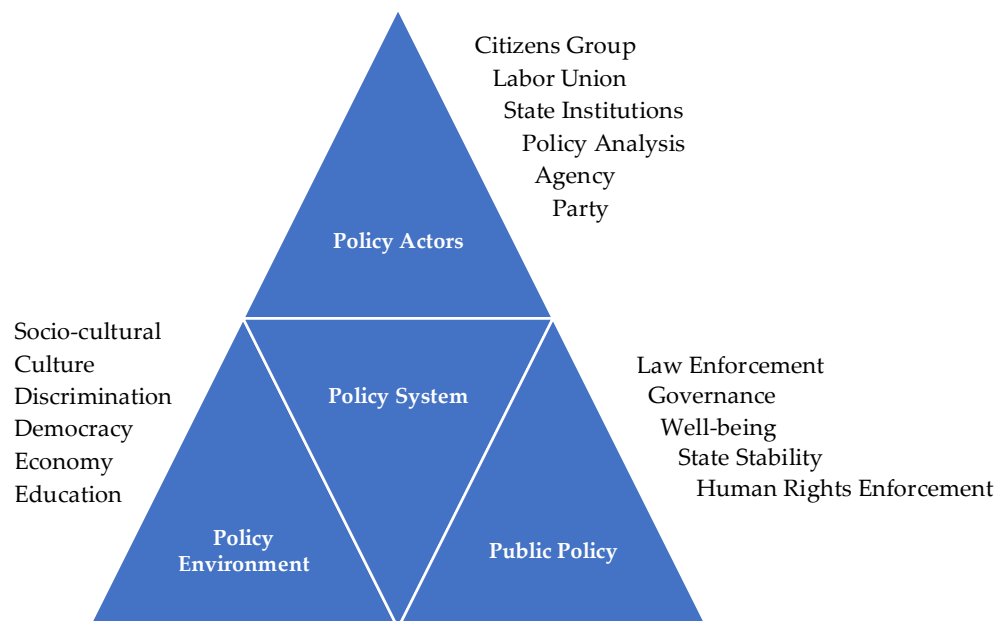 Citizens Group
Labor Union
State Institutions
Policy Analysis
Agency
Party
Policy Actors
Socio-cultural
Culture
Discrimination
Democracy
Economy
Education
Policy System
Law Enforcement
Governance
Well-being
State Stability
Human Rights Enforcement
Policy
Environment
Public Policy